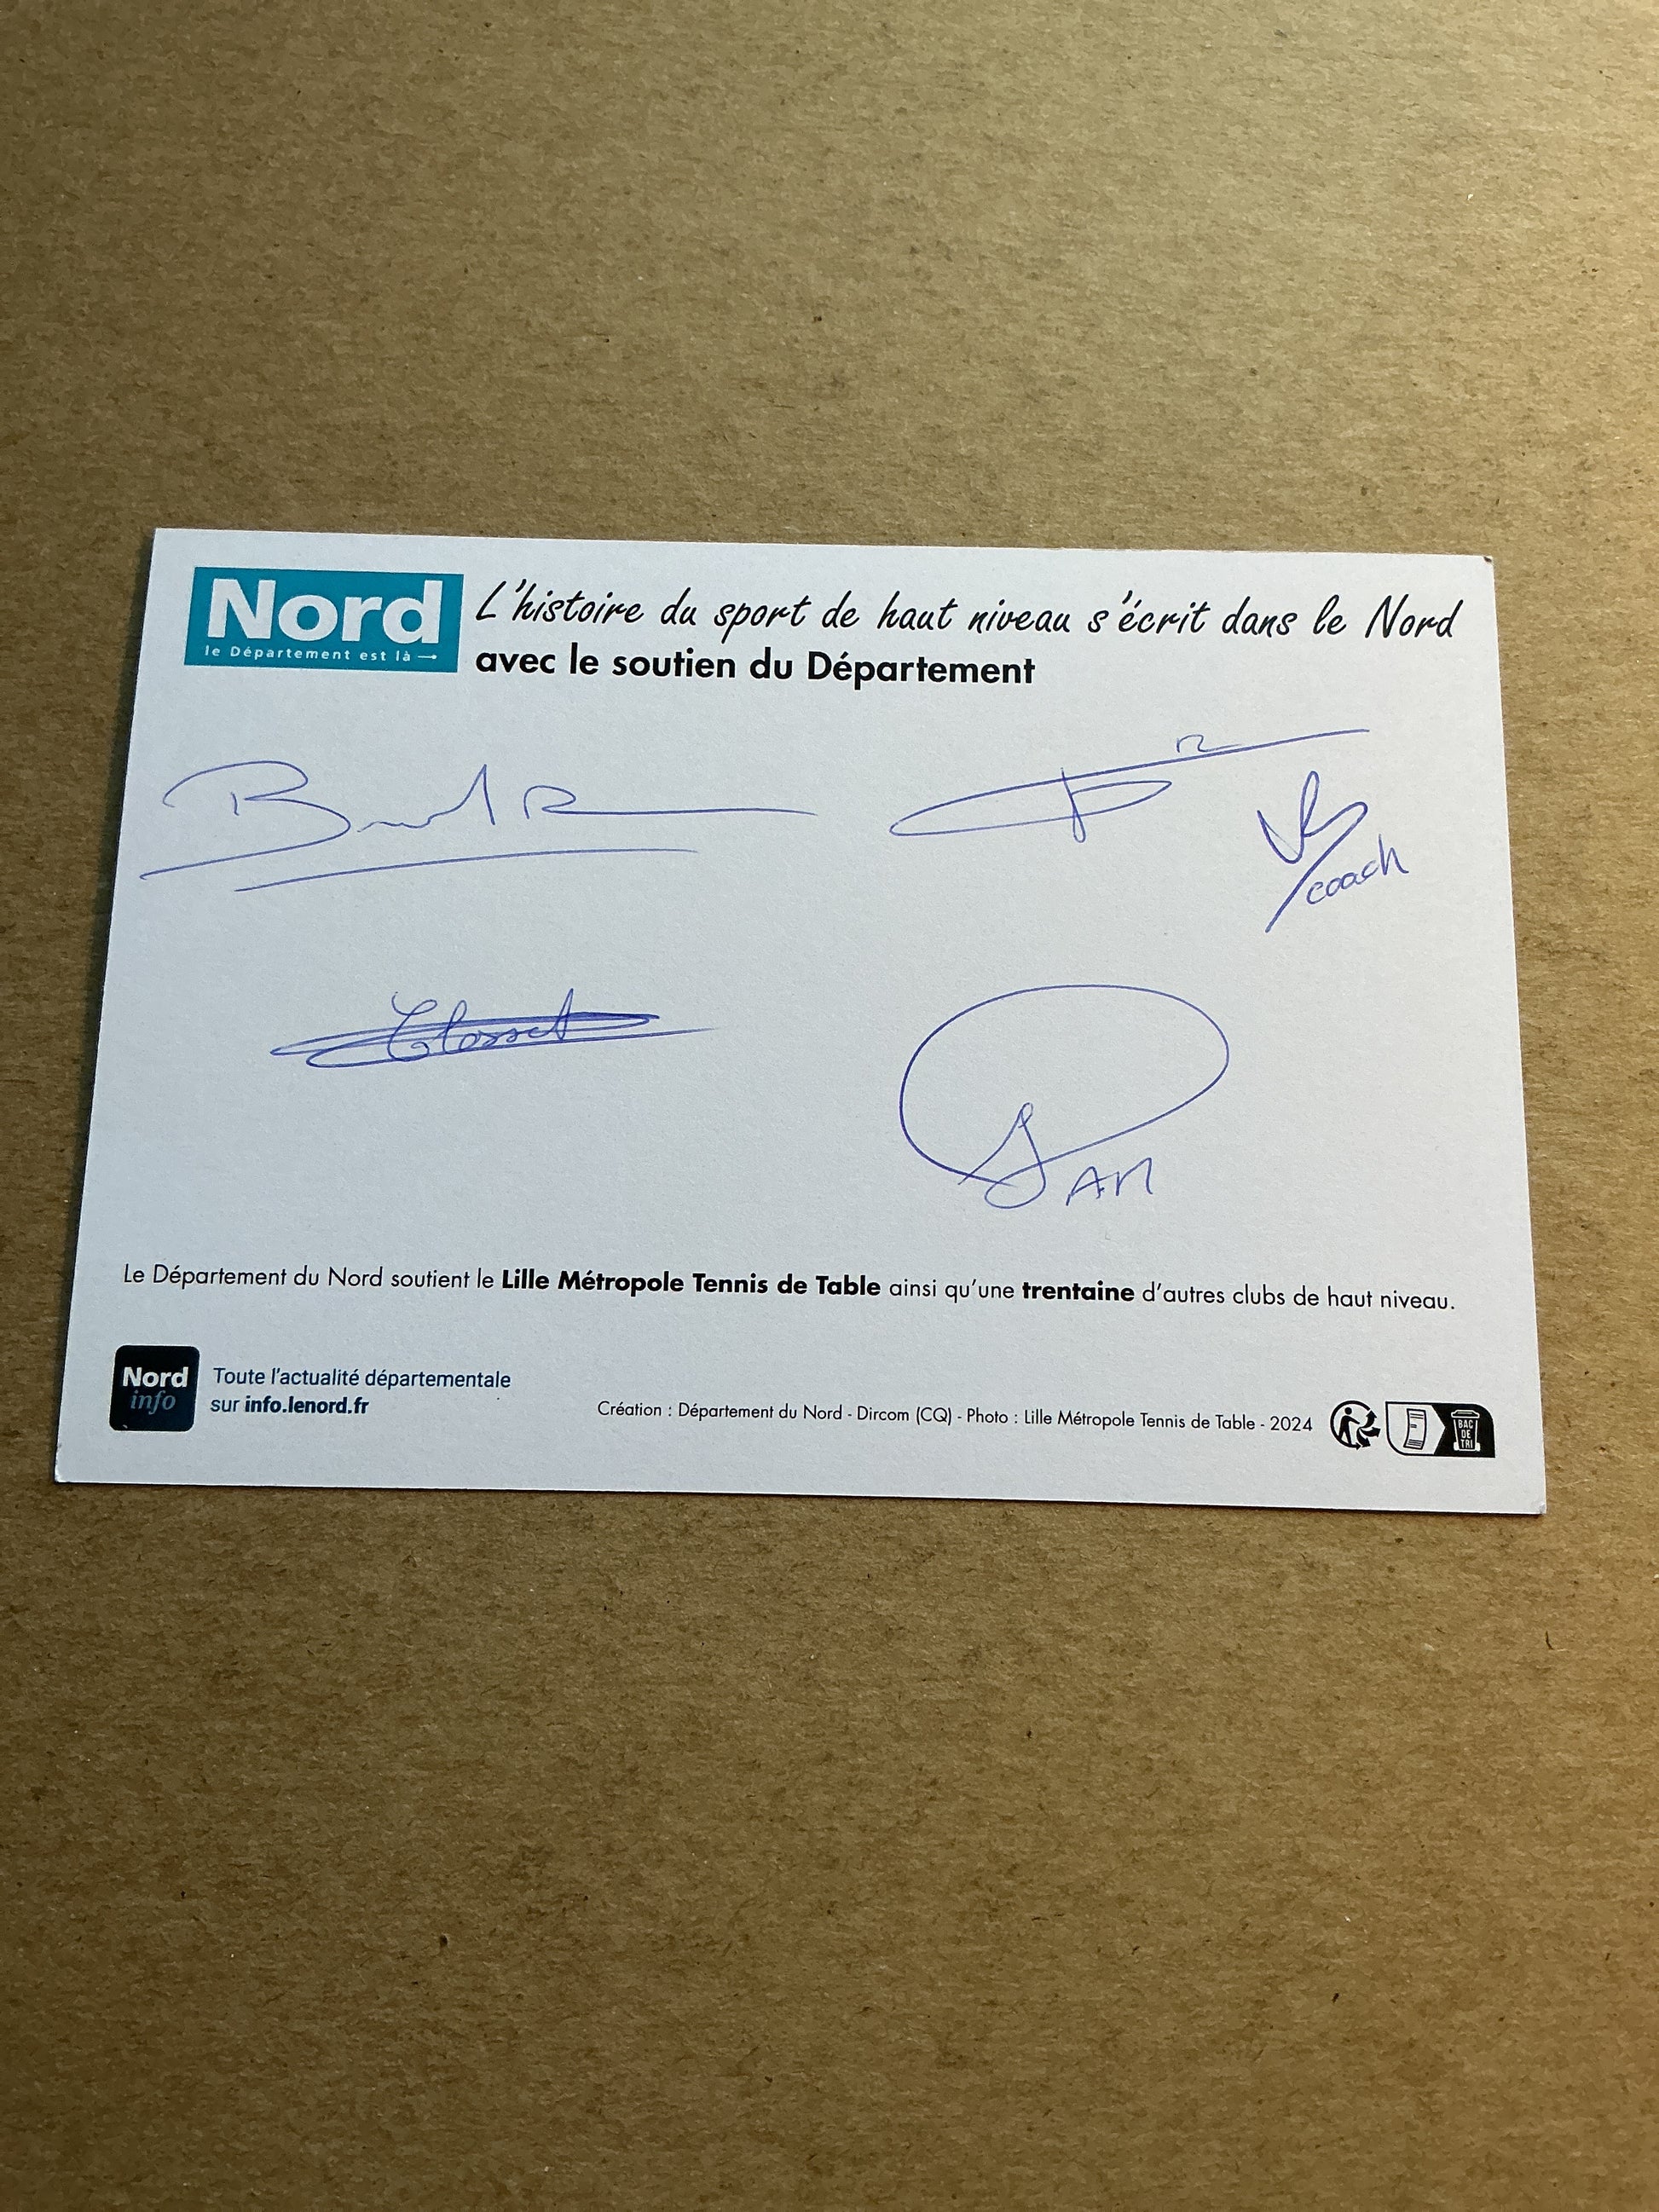 Nord
le Département est là
L'histoire du sport de haut niveau s'écrit dans le Nord
avec le soutien du Département
coach
Closset
Le Département du Nord soutient le Lille Métropole Tennis de Table ainsi qu'une trentaine d'autres clubs de haut niveau.
Nord
info
Toute l'actualité départementale
sur info.lenord.fr
Création : Département du Nord - Dircom (CQ) - Photo : Lille Métropole Tennis de Table - 2024
BAC
DE
TRI